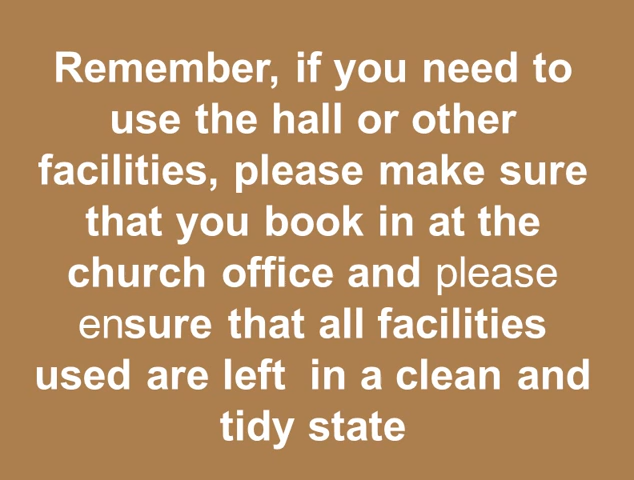 Remember, if you need to
use the hall or other
facilities, please make sure
that you book in at the
church office and please
ensure that all facilities
used are left  in a clean and
tidy state